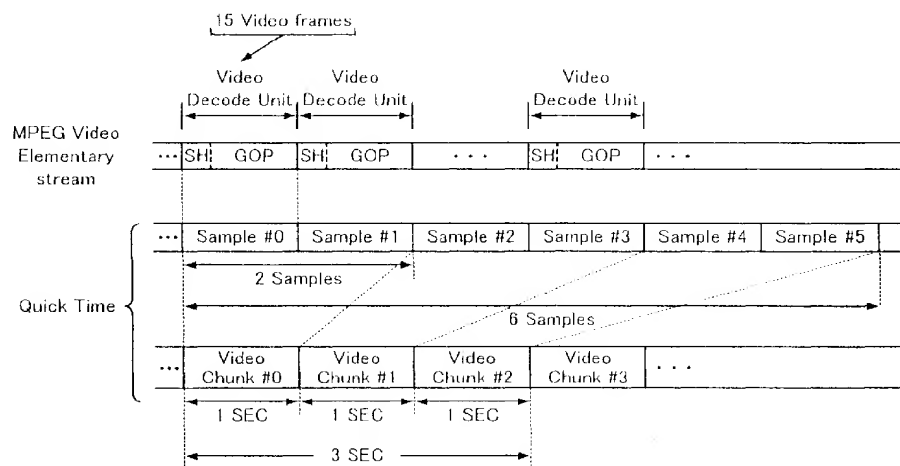 15 Video frames
Video
Decode Unit
Video
Decode Unit
Video
Decode Unit
MPEG Video
Elementary
stream
... SH GOP SH GOP ... SH GOP ...
... Sample #0 Sample #1 Sample #2 Sample #3 Sample #4 Sample #5
2 Samples
Quick Time
6 Samples
... Video
Chunk #0
Video
Chunk #1
Video
Chunk #2
Video
Chunk #3
...
1 SEC
1 SEC
1 SEC
3 SEC